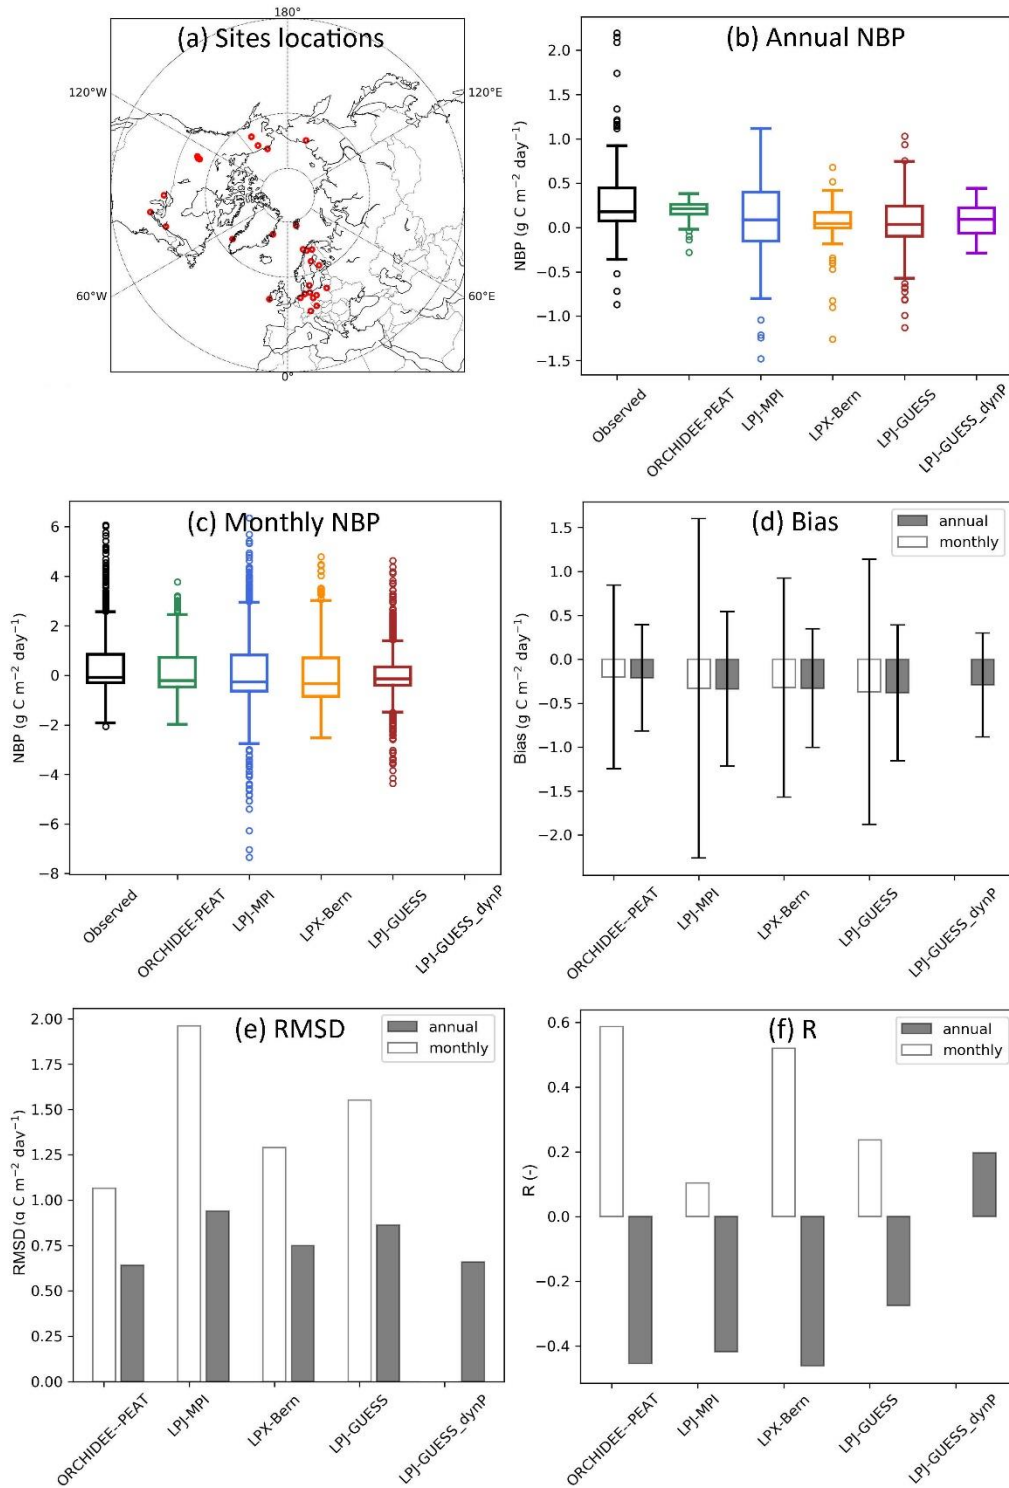 180°
(a) Sites locations
120°W
120°E
60°W
60°E
0°
(b) Annual NBP
NBP (g C m⁻² day⁻¹)
2.0
1.5
1.0
0.5
0.0
−0.5
−1.0
−1.5
Observed
ORCHIDEE-PEAT
LPJ-MPI
LPX-Bern
LPJ-GUESS
LPJ-GUESS_dynP
(c) Monthly NBP
NBP (g C m⁻² day⁻¹)
6
4
2
0
−2
−4
−6
−8
Observed
ORCHIDEE-PEAT
LPJ-MPI
LPX-Bern
LPJ-GUESS
LPJ-GUESS_dynP
(d) Bias
annual
monthly
Bias (g C m⁻² day⁻¹)
1.5
1.0
0.5
0.0
−0.5
−1.0
−1.5
−2.0
ORCHIDEE--PEAT
LPJ-MPI
LPX-Bern
LPJ-GUESS
LPJ-GUESS_dynP
(e) RMSD
annual
monthly
RMSD (g C m⁻² day⁻¹)
2.00
1.75
1.50
1.25
1.00
0.75
0.50
0.25
0.00
ORCHIDEE--PEAT
LPJ-MPI
LPX-Bern
LPJ-GUESS
LPJ-GUESS_dynP
(f) R
annual
monthly
R (-)
0.6
0.4
0.2
0.0
−0.2
−0.4
ORCHIDEE--PEAT
LPJ-MPI
LPX-Bern
LPJ-GUESS
LPJ-GUESS_dynP